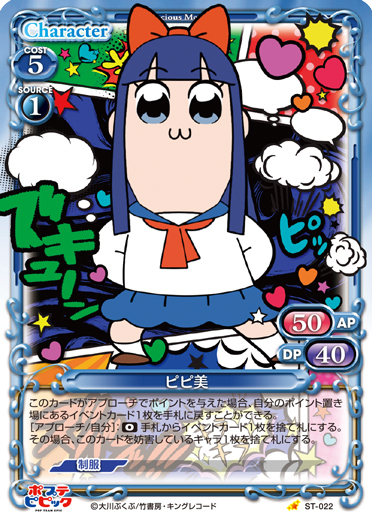 Character
COST
5
SOURCE
1
ズキューン
ピッ
50 AP
DP 40
ピピ美
このカードがアプローチでポイントを与えた場合、自分のポイント置き
場にあるイベントカード1枚を手札に戻すことができる。
[アプローチ/自分]:手札からイベントカード1枚を捨て札にする。
その場合、このカードを妨害しているキャラ1枚を捨て札にする。
制服
ポプテピピック
POP TEAM EPIC
©大川ぶくぶ/竹書房・キングレコード
ST-022